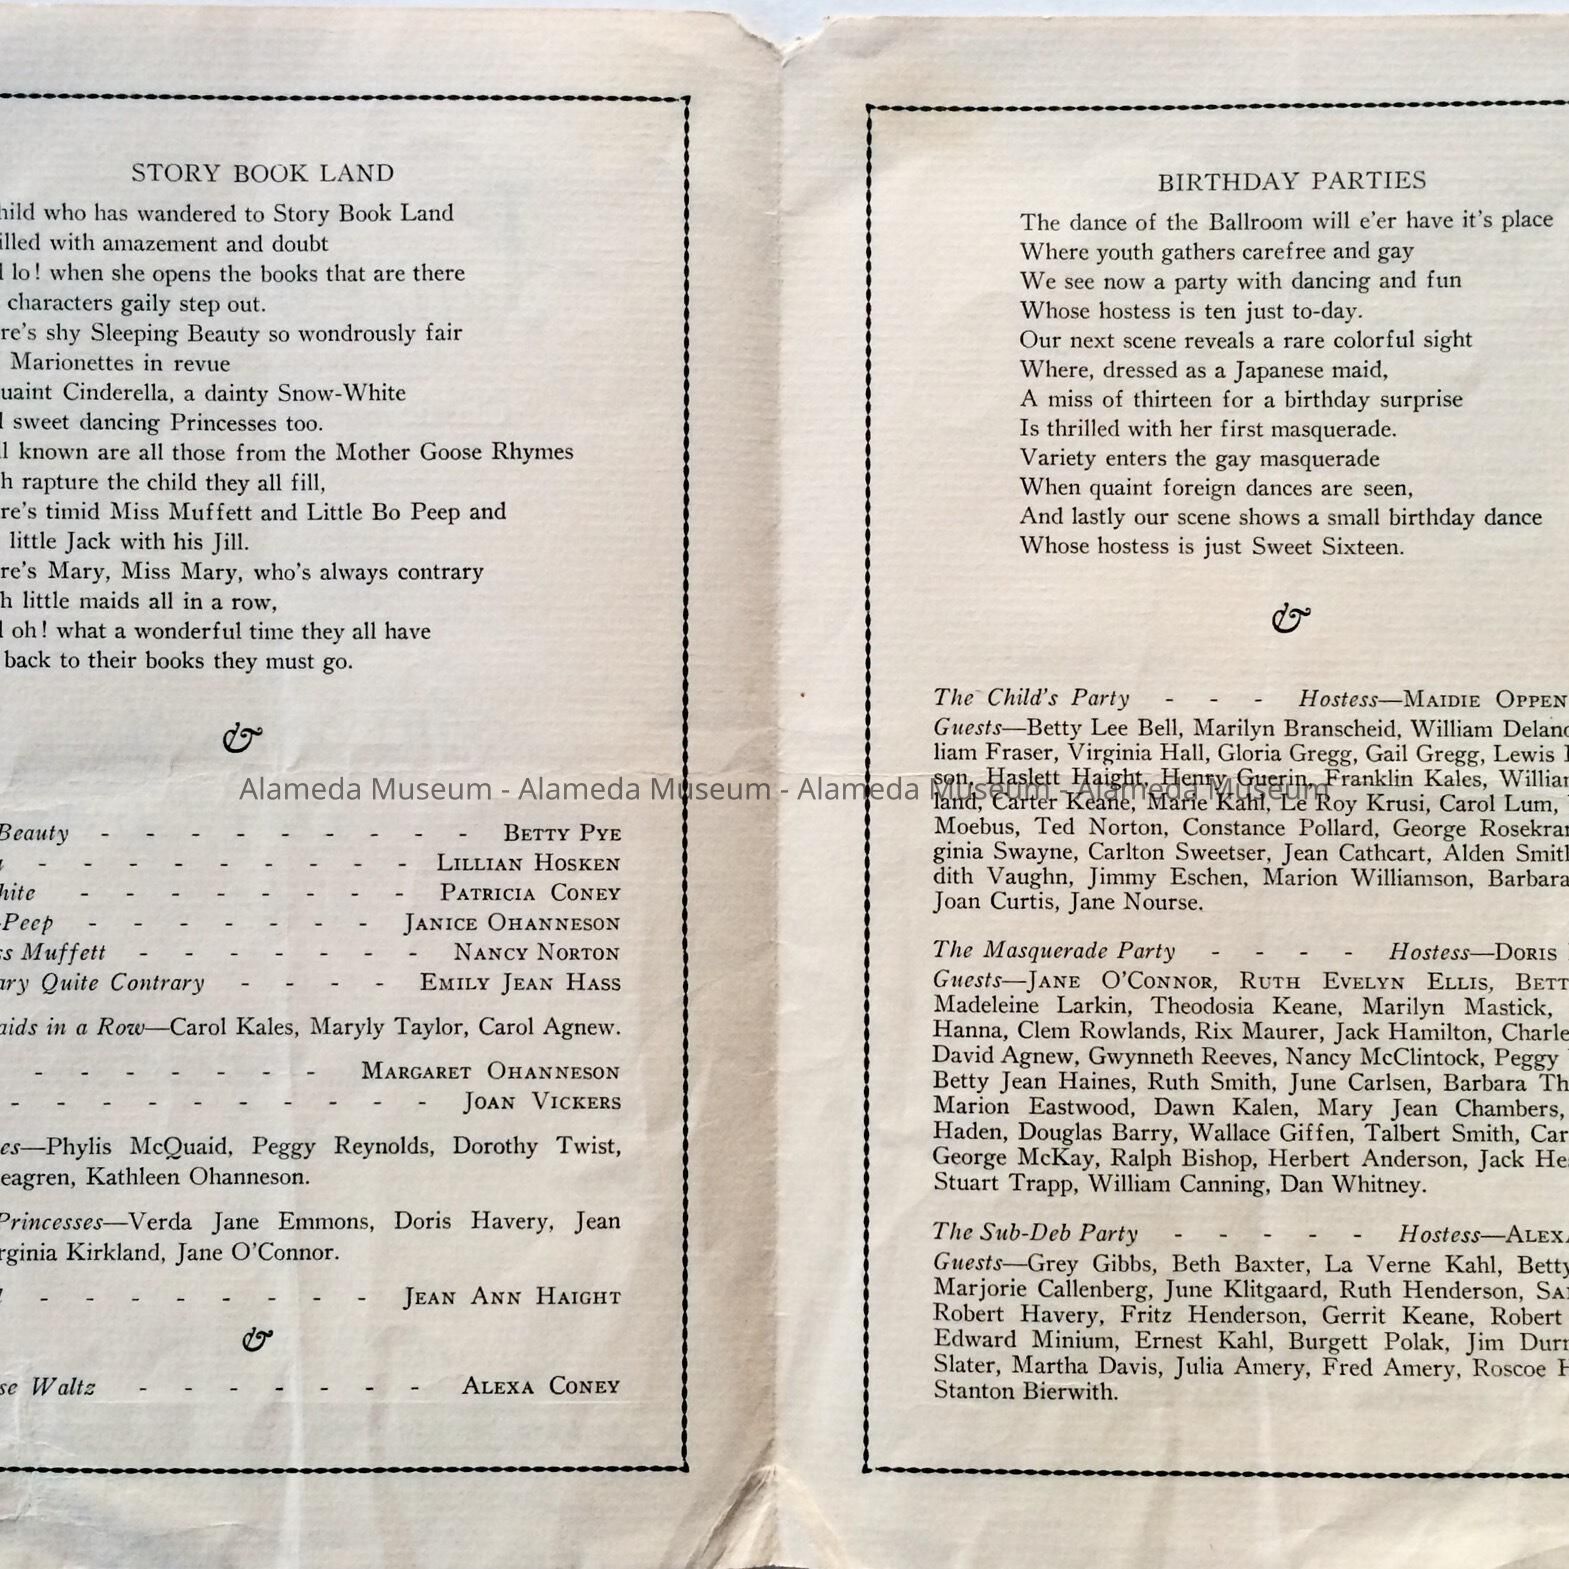 STORY BOOK LAND
hild who has wandered to Story Book Land
illed with amazement and doubt
l lo! when she opens the books that are there
characters gaily step out.
re's shy Sleeping Beauty so wondrously fair
Marionettes in revue
uaint Cinderella, a dainty Snow-White
l sweet dancing Princesses too.
ll known are all those from the Mother Goose Rhymes
h rapture the child they all fill,
re's timid Miss Muffett and Little Bo Peep and
little Jack with his Jill.
re's Mary, Miss Mary, who's always contrary
h little maids all in a row,
l oh! what a wonderful time they all have
back to their books they must go.
&
Beauty - - - - - - - - - BETTY PYE
- - - - - - - - - LILLIAN HOSKEN
hite - - - - - - - - PATRICIA CONEY
-Peep - - - - - - - JANICE OHANNESON
ss Muffett - - - - - - NANCY NORTON
ary Quite Contrary - - - - EMILY JEAN HASS
aids in a Row—Carol Kales, Maryly Taylor, Carol Agnew.
- - - - - - - MARGARET OHANNESON
- - - - - - - - - - JOAN VICKERS
es—Phylis McQuaid, Peggy Reynolds, Dorothy Twist,
eagren, Kathleen Ohanneson.
Princesses—Verda Jane Emmons, Doris Havery, Jean
rginia Kirkland, Jane O'Connor.
l - - - - - - - - JEAN ANN HAIGHT
&
se Waltz - - - - - - - ALEXA CONEY
BIRTHDAY PARTIES
The dance of the Ballroom will e'er have it's place
Where youth gathers carefree and gay
We see now a party with dancing and fun
Whose hostess is ten just to-day.
Our next scene reveals a rare colorful sight
Where, dressed as a Japanese maid,
A miss of thirteen for a birthday surprise
Is thrilled with her first masquerade.
Variety enters the gay masquerade
When quaint foreign dances are seen,
And lastly our scene shows a small birthday dance
Whose hostess is just Sweet Sixteen.
&
The Child's Party - - - Hostess—MAIDIE OPPEN
Guests—Betty Lee Bell, Marilyn Branscheid, William Delano
liam Fraser, Virginia Hall, Gloria Gregg, Gail Gregg, Lewis
son, Haslett Haight, Henry Guerin, Franklin Kales, William
land, Carter Keane, Marie Kahl, Le Roy Krusi, Carol Lum,
Moebus, Ted Norton, Constance Pollard, George Rosekran
ginia Swayne, Carlton Sweetser, Jean Cathcart, Alden Smith
dith Vaughn, Jimmy Eschen, Marion Williamson, Barbara
Joan Curtis, Jane Nourse.
The Masquerade Party - - - - Hostess—DORIS
Guests—JANE O'CONNOR, RUTH EVELYN ELLIS, BETT
Madeleine Larkin, Theodosia Keane, Marilyn Mastick,
Hanna, Clem Rowlands, Rix Maurer, Jack Hamilton, Charle
David Agnew, Gwynneth Reeves, Nancy McClintock, Peggy
Betty Jean Haines, Ruth Smith, June Carlsen, Barbara Th
Marion Eastwood, Dawn Kalen, Mary Jean Chambers,
Haden, Douglas Barry, Wallace Giffen, Talbert Smith, Car
George McKay, Ralph Bishop, Herbert Anderson, Jack He
Stuart Trapp, William Canning, Dan Whitney.
The Sub-Deb Party - - - - - Hostess—ALEXA
Guests—Grey Gibbs, Beth Baxter, La Verne Kahl, Betty
Marjorie Callenberg, June Klitgaard, Ruth Henderson, SA
Robert Havery, Fritz Henderson, Gerrit Keane, Robert
Edward Minium, Ernest Kahl, Burgett Polak, Jim Durr
Slater, Martha Davis, Julia Amery, Fred Amery, Roscoe H
Stanton Bierwith.
Alameda Museum - Alameda Museum - Alameda Museum - Alameda Museum